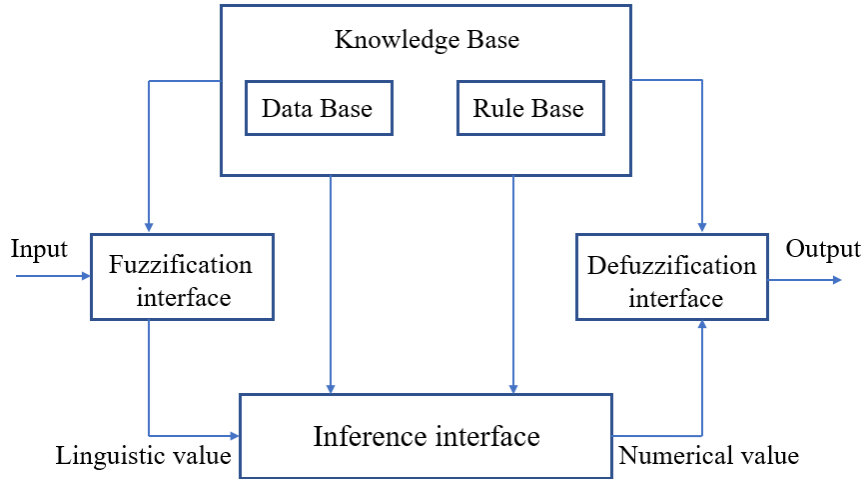 Knowledge Base
Data Base
Rule Base
Input
Fuzzification
interface
Defuzzification
interface
Output
Linguistic value
Inference interface
Numerical value